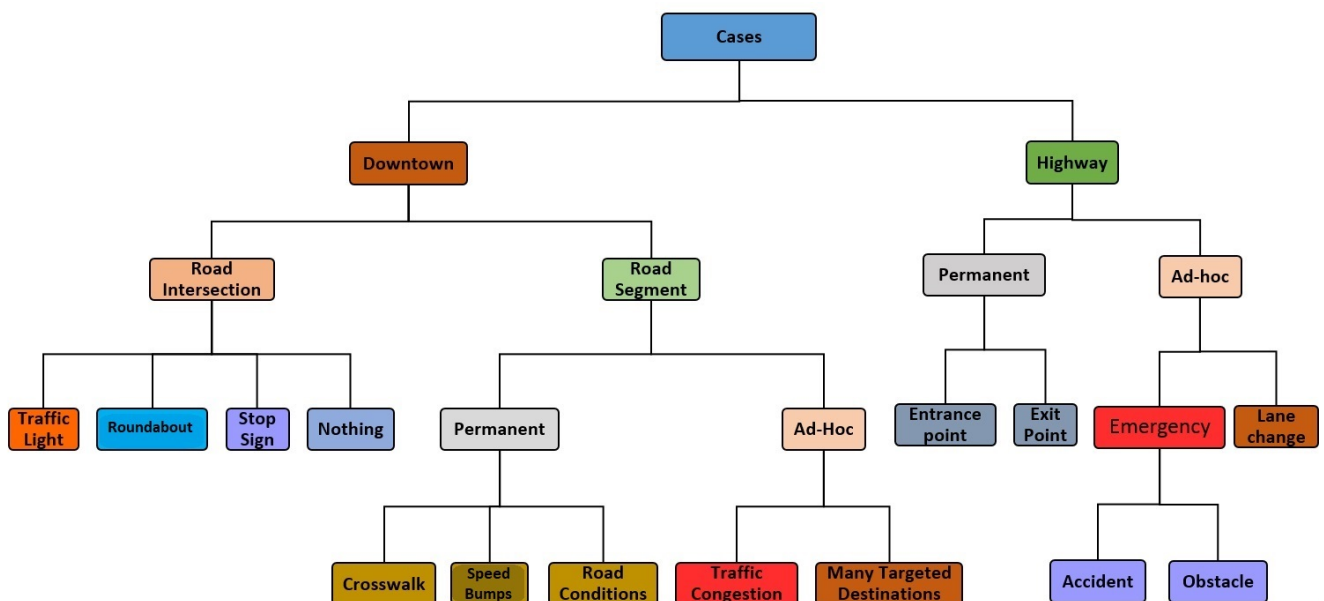 Cases
Downtown
Highway
Road
Intersection
Road
Segment
Permanent
Ad-hoc
Traffic
Light
Roundabout
Stop
Sign
Nothing
Permanent
Ad-Hoc
Entrance
point
Exit
Point
Emergency
Lane
change
Crosswalk
Speed
Bumps
Road
Conditions
Traffic
Congestion
Many Targeted
Destinations
Accident
Obstacle